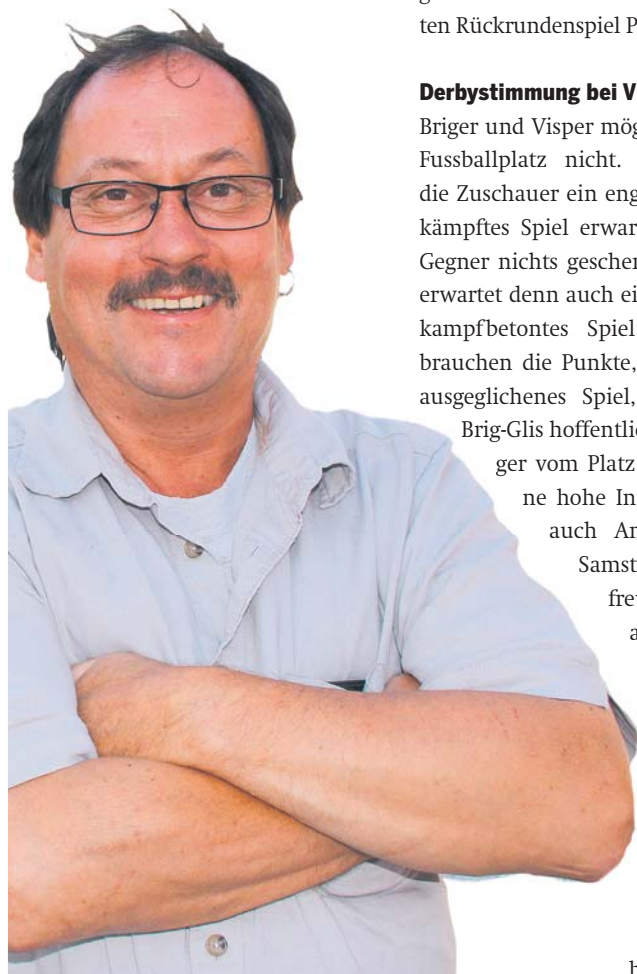 ten Rückrundenspiel P
Derbystimmung bei V
Briger und Visper mög
Fussballplatz nicht.
die Zuschauer ein eng
kämpftes Spiel erwar
Gegner nichts gescher
erwartet denn auch ei
kampfbetontes Spiel
brauchen die Punkte,
ausgeglichenes Spiel,
Brig-Glis hoffentlic
ger vom Platz
ne hohe In
auch An
Samst
fre
a